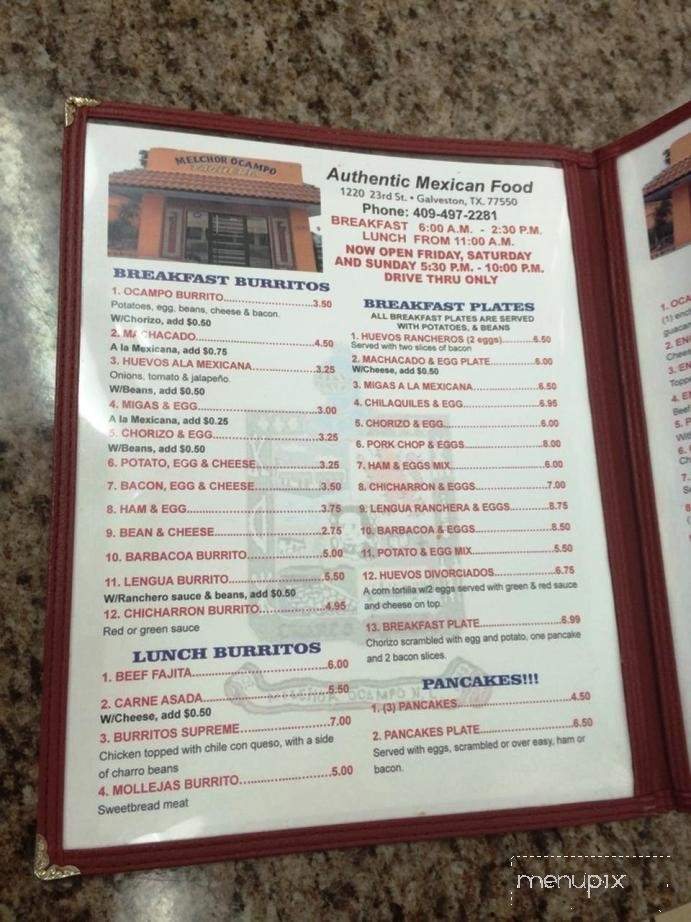 MELCHOR OCAMPO
Authentic Mexican Food
1220 23rd St. • Galveston, TX. 77550
Phone: 409-497-2281
BREAKFAST 6:00 A.M. - 2:30 P.M.
LUNCH FROM 11:00 A.M.
NOW OPEN FRIDAY, SATURDAY
AND SUNDAY 5:30 P.M. - 10:00 P.M.
DRIVE THRU ONLY
BREAKFAST BURRITOS
1. OCAMPO BURRITO 3.50
Potatoes, egg, beans, cheese & bacon.
W/Chorizo, add $0.50
2. MACHACADO 4.50
A la Mexicana, add $0.75
3. HUEVOS ALA MEXICANA 3.25
Onions, tomato & jalapeño.
W/Beans, add $0.50
4. MIGAS & EGG 3.00
A la Mexicana, add $0.25
5. CHORIZO & EGG 3.25
W/Beans, add $0.50
6. POTATO, EGG & CHEESE 3.25
7. BACON, EGG & CHEESE 3.50
8. HAM & EGG 3.75
9. BEAN & CHEESE 2.75
10. BARBACOA BURRITO 5.00
11. LENGUA BURRITO 5.50
W/Ranchero sauce & beans, add $0.50
12. CHICHARRON BURRITO 4.95
Red or green sauce
LUNCH BURRITOS
1. BEEF FAJITA 6.00
2. CARNE ASADA 5.50
W/Cheese, add $0.50
3. BURRITOS SUPREME 7.00
Chicken topped with chile con queso, with a side
of charro beans
4. MOLLEJAS BURRITO 5.00
Sweetbread meat
BREAKFAST PLATES
ALL BREAKFAST PLATES ARE SERVED
WITH POTATOES, & BEANS
1. HUEVOS RANCHEROS (2 eggs) 6.50
Served with two slices of bacon
2. MACHACADO & EGG PLATE 6.00
W/Cheese, add $0.50
3. MIGAS A LA MEXICANA 6.50
4. CHILAQUILES & EGG 6.95
5. CHORIZO & EGG 6.00
6. PORK CHOP & EGGS 8.00
7. HAM & EGGS MIX 6.00
8. CHICHARRON & EGGS 7.00
9. LENGUA RANCHERA & EGGS 8.75
10. BARBACOA & EGGS 8.50
11. POTATO & EGG MIX 5.50
12. HUEVOS DIVORCIADOS 6.75
A corn tortilla w/2 eggs served with green & red sauce
and cheese on top.
13. BREAKFAST PLATE 6.99
Chorizo scrambled with egg and potato, one pancake
and 2 bacon slices.
PANCAKES!!!
1. (3) PANCAKES 4.50
2. PANCAKES PLATE 6.50
Served with eggs, scrambled or over easy, ham or
bacon.
menupix